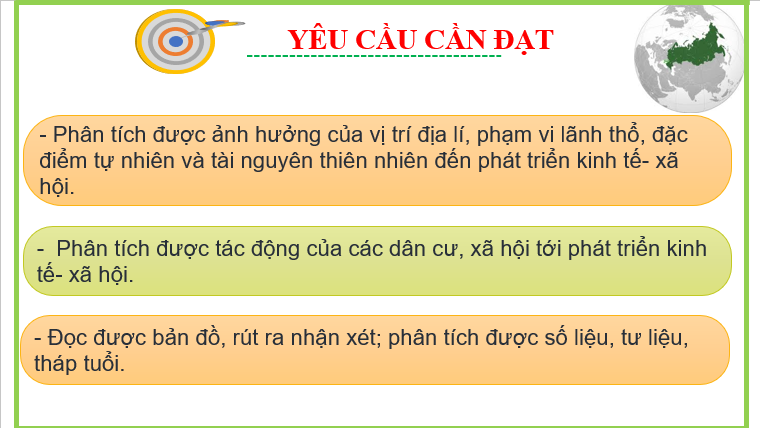 YÊU CẦU CẦN ĐẠT
- Phân tích được ảnh hưởng của vị trí địa lí, phạm vi lãnh thổ, đặc
điểm tự nhiên và tài nguyên thiên nhiên đến phát triển kinh tế- xã
hội.
- Phân tích được tác động của các dân cư, xã hội tới phát triển kinh
tế- xã hội.
- Đọc được bản đồ, rút ra nhận xét; phân tích được số liệu, tư liệu,
tháp tuổi.